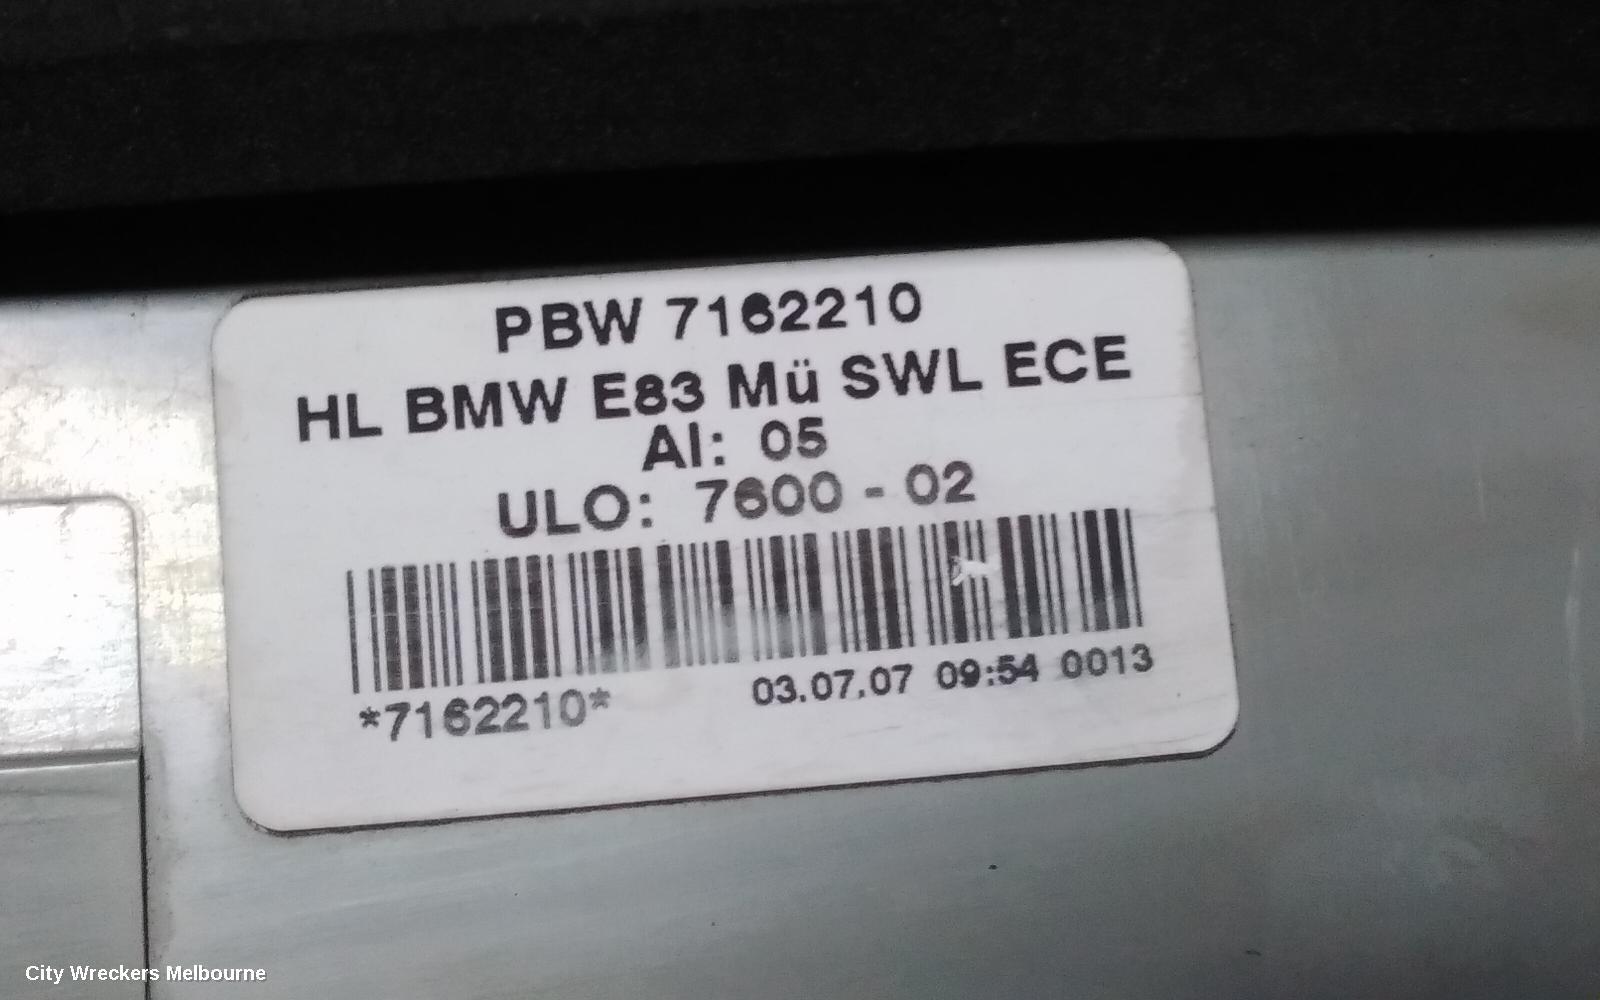 PBW 7162210
HL BMW E83 Mü SWL ECE
AI: 05
ULO: 7600 - 02
*7162210* 03.07.07 09:54 0013
City Wreckers Melbourne